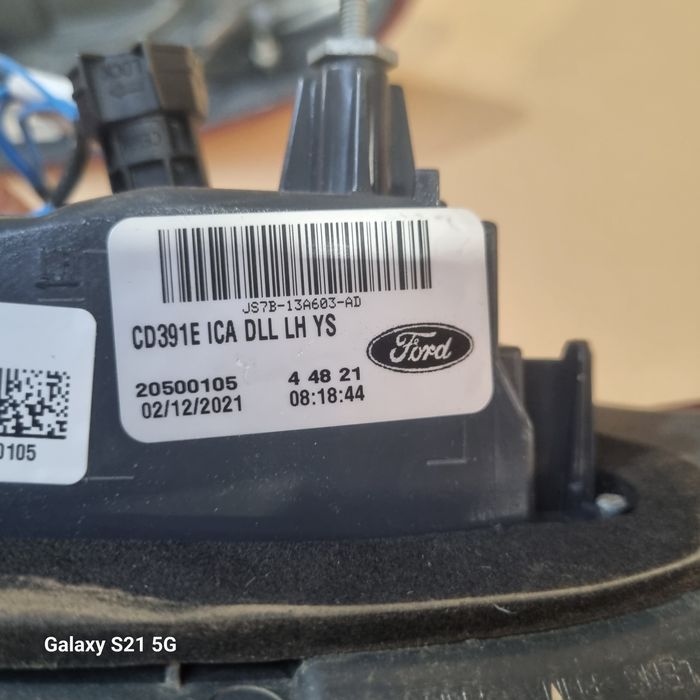 JS7B-13A603-AD
CD391E ICA DLL LH YS
Ford
20500105 4 48 21
02/12/2021 08:18:44
0105
Galaxy S21 5G